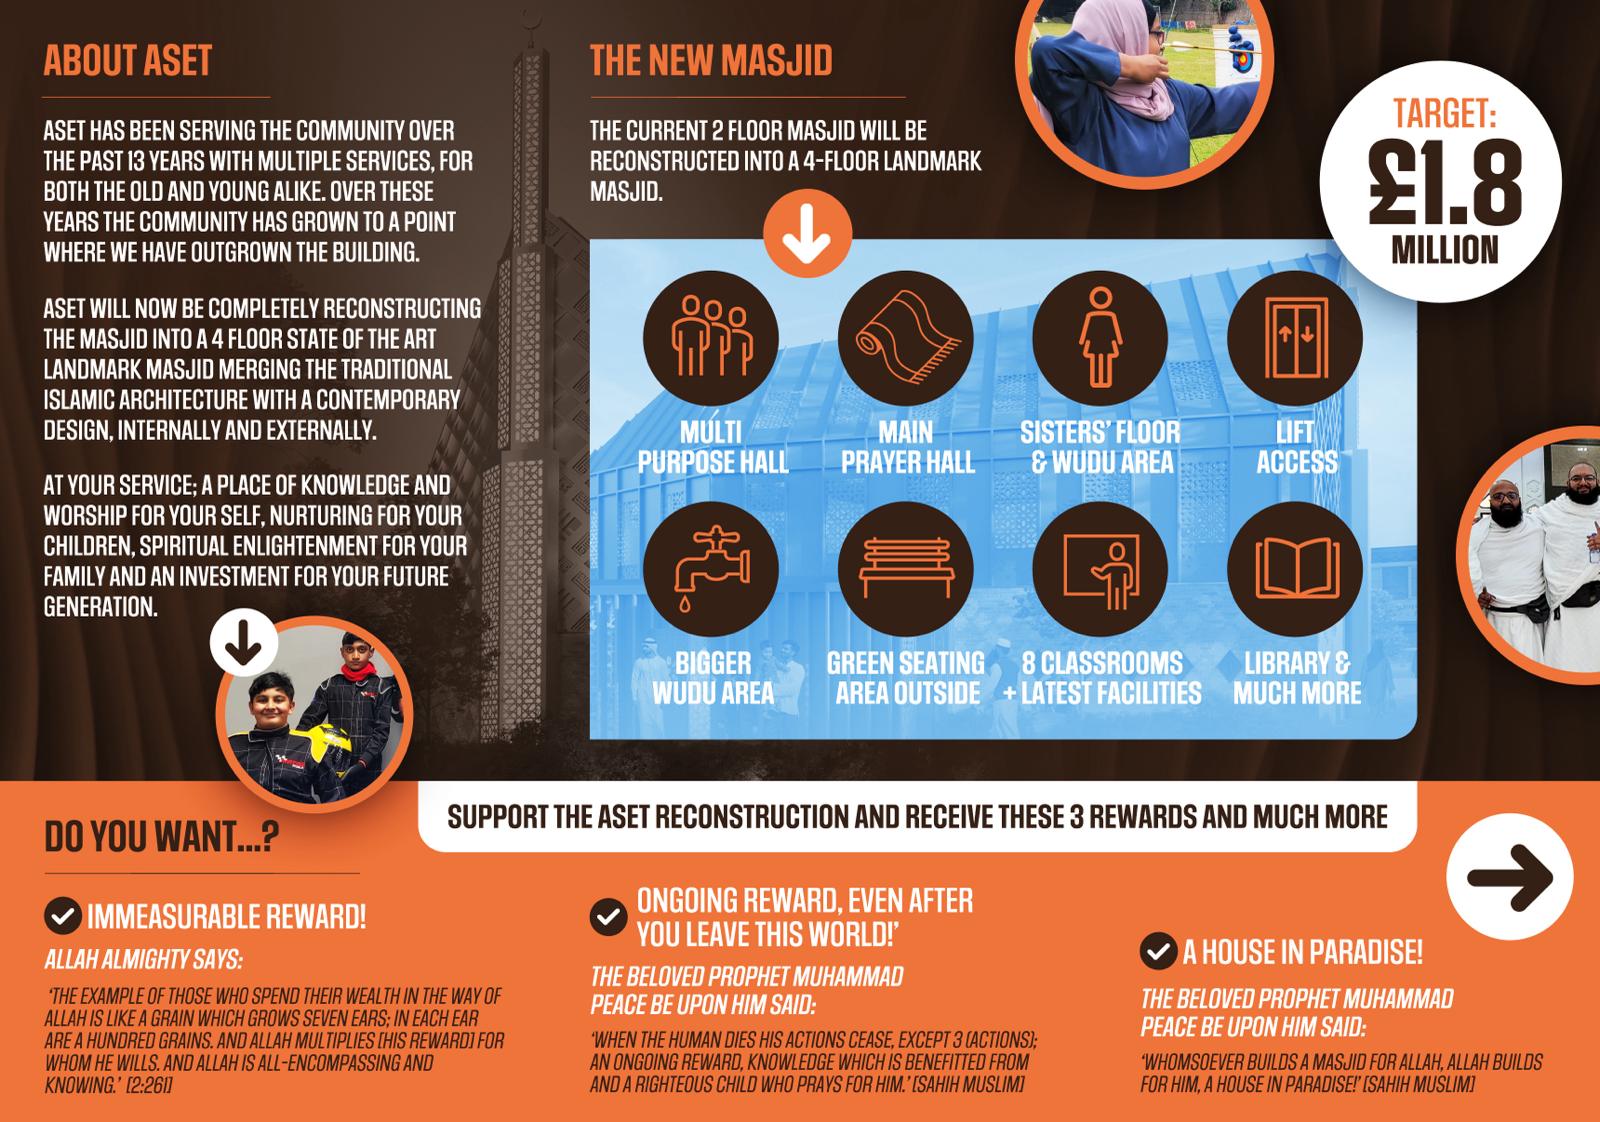 ABOUT ASET
ASET HAS BEEN SERVING THE COMMUNITY OVER
THE PAST 13 YEARS WITH MULTIPLE SERVICES, FOR
BOTH THE OLD AND YOUNG ALIKE. OVER THESE
YEARS THE COMMUNITY HAS GROWN TO A POINT
WHERE WE HAVE OUTGROWN THE BUILDING.
ASET WILL NOW BE COMPLETELY RECONSTRUCTING
THE MASJID INTO A 4 FLOOR STATE OF THE ART
LANDMARK MASJID MERGING THE TRADITIONAL
ISLAMIC ARCHITECTURE WITH A CONTEMPORARY
DESIGN, INTERNALLY AND EXTERNALLY.
AT YOUR SERVICE; A PLACE OF KNOWLEDGE AND
WORSHIP FOR YOUR SELF, NURTURING FOR YOUR
CHILDREN, SPIRITUAL ENLIGHTENMENT FOR YOUR
FAMILY AND AN INVESTMENT FOR YOUR FUTURE
GENERATION.
THE NEW MASJID
THE CURRENT 2 FLOOR MASJID WILL BE
RECONSTRUCTED INTO A 4-FLOOR LANDMARK
MASJID.
TARGET:
£1.8
MILLION
MULTI
PURPOSE HALL
MAIN
PRAYER HALL
SISTERS' FLOOR
& WUDU AREA
LIFT
ACCESS
BIGGER
WUDU AREA
GREEN SEATING
AREA OUTSIDE
8 CLASSROOMS
+ LATEST FACILITIES
LIBRARY &
MUCH MORE
SUPPORT THE ASET RECONSTRUCTION AND RECEIVE THESE 3 REWARDS AND MUCH MORE
DO YOU WANT...?
IMMEASURABLE REWARD!
ALLAH ALMIGHTY SAYS:
'THE EXAMPLE OF THOSE WHO SPEND THEIR WEALTH IN THE WAY OF
ALLAH IS LIKE A GRAIN WHICH GROWS SEVEN EARS; IN EACH EAR
ARE A HUNDRED GRAINS. AND ALLAH MULTIPLIES [HIS REWARD] FOR
WHOM HE WILLS. AND ALLAH IS ALL-ENCOMPASSING AND
KNOWING.' [2:261]
ONGOING REWARD, EVEN AFTER
YOU LEAVE THIS WORLD!'
THE BELOVED PROPHET MUHAMMAD
PEACE BE UPON HIM SAID:
'WHEN THE HUMAN DIES HIS ACTIONS CEASE, EXCEPT 3 (ACTIONS);
AN ONGOING REWARD, KNOWLEDGE WHICH IS BENEFITTED FROM
AND A RIGHTEOUS CHILD WHO PRAYS FOR HIM.' [SAHIH MUSLIM]
A HOUSE IN PARADISE!
THE BELOVED PROPHET MUHAMMAD
PEACE BE UPON HIM SAID:
'WHOMSOEVER BUILDS A MASJID FOR ALLAH, ALLAH BUILDS
FOR HIM, A HOUSE IN PARADISE!' [SAHIH MUSLIM]